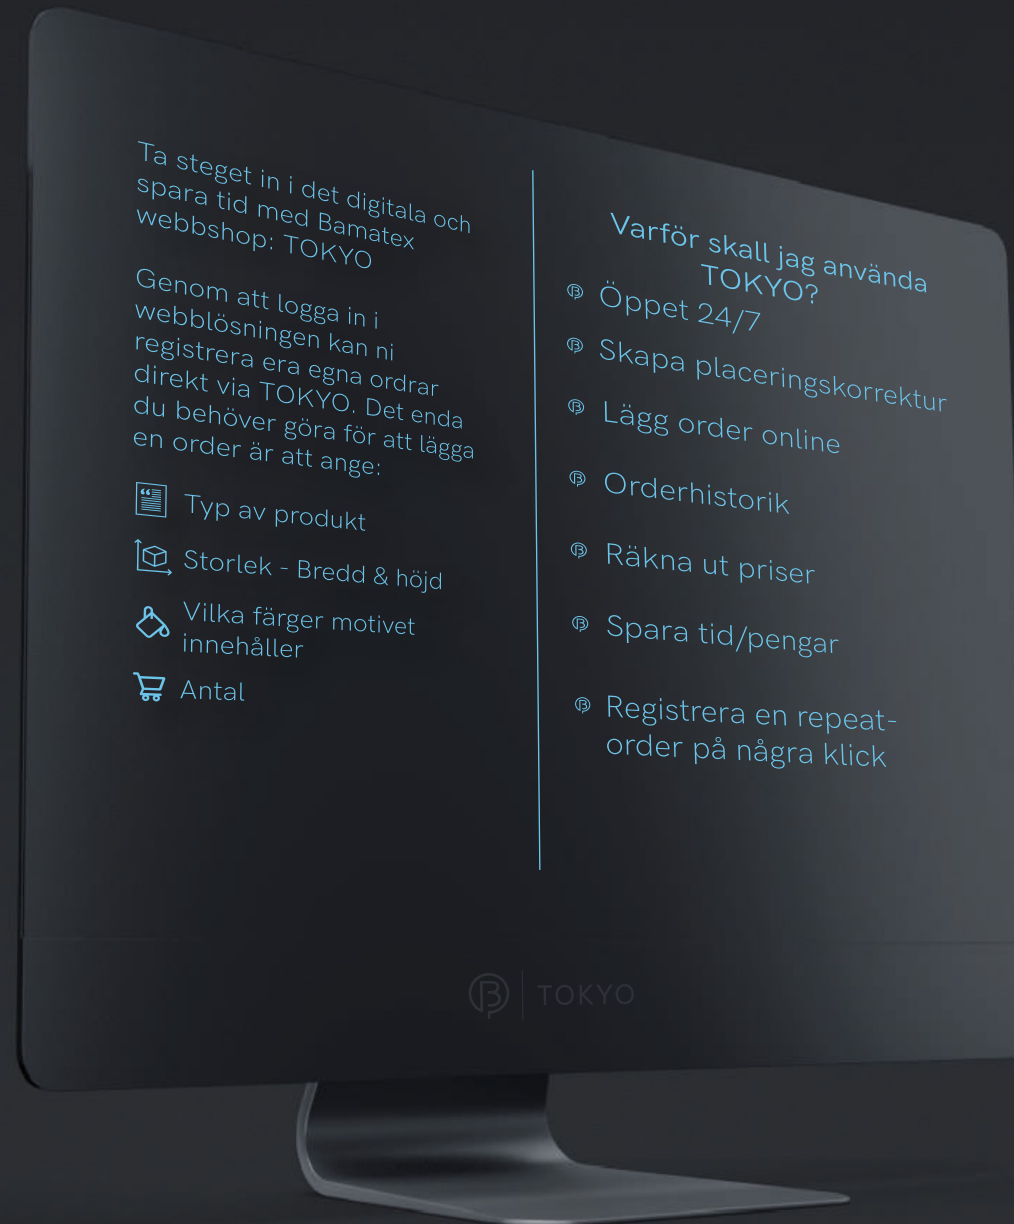 Ta steget in i det digitala och
spara tid med Bamatex
webbshop: TOKYO
Genom att logga in i
webblösningen kan ni
registrera era egna ordrar
direkt via TOKYO. Det enda
du behöver göra för att lägga
en order är att ange:
Typ av produkt
Storlek - Bredd & höjd
Vilka färger motivet
innehåller
Antal
Varför skall jag använda
TOKYO?
Öppet 24/7
Skapa placeringskorrektur
Lägg order online
Orderhistorik
Räkna ut priser
Spara tid/pengar
Registrera en repeat-
order på några klick
TOKYO